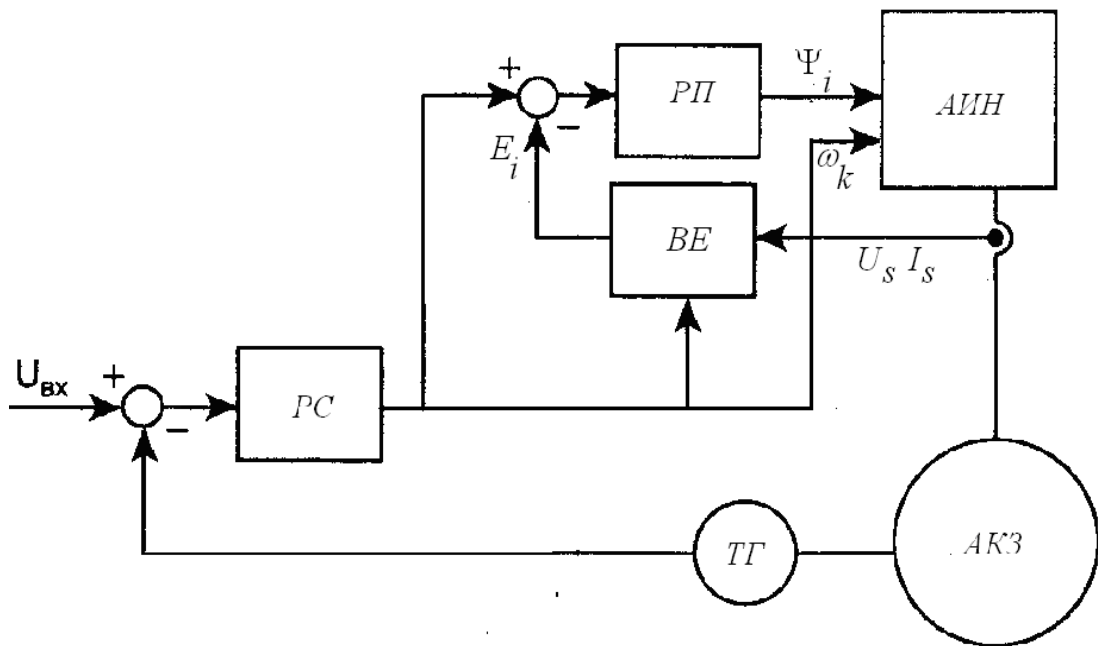 +
РП
Ψi
АИН
−
Ei
ωk
ВЕ
Us Is
Uвх
+
РС
−
ТГ
АКЗ